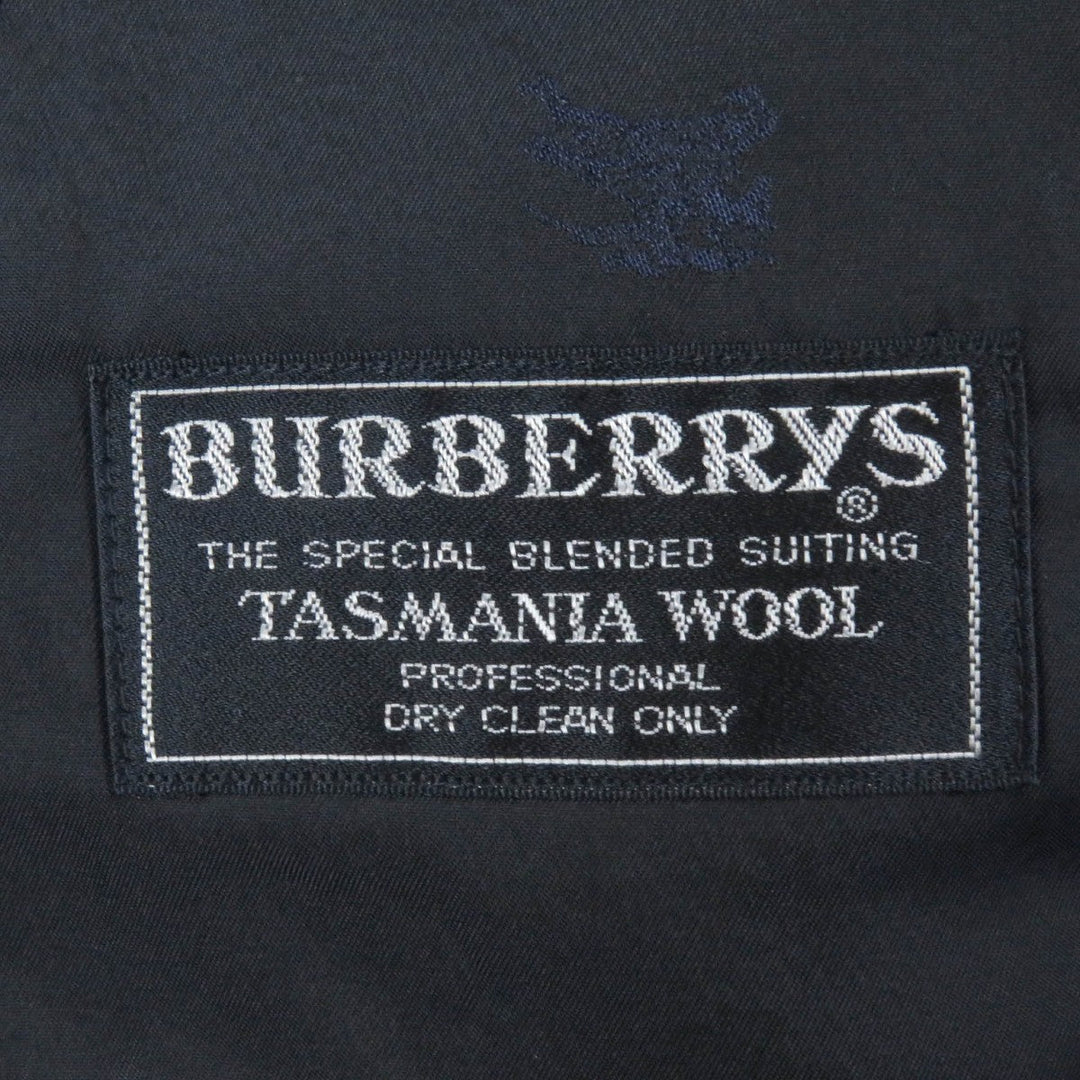 BURBERRYS
®
THE SPECIAL BLENDED SUITING
TASMANIA WOOL
PROFESSIONAL
DRY CLEAN ONLY